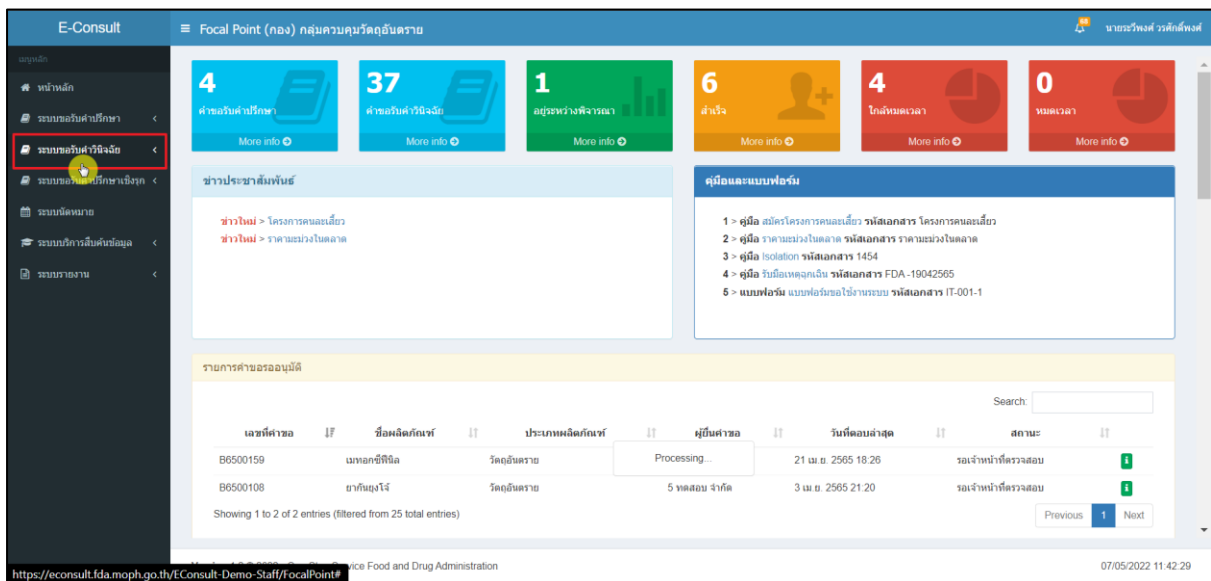 E-Consult
≡ Focal Point (กอง) กลุ่มควบคุมวัตถุอันตราย
68
นายระวีพงศ์ วรศักดิ์พงศ์
เมนูหลัก
หน้าหลัก
ระบบขอรับคำปรึกษา
ระบบขอรับคำวินิจฉัย
ระบบขอรับคำปรึกษาเชิงรุก
ระบบนัดหมาย
ระบบบริการสืบค้นข้อมูล
ระบบรายงาน
4
คำขอรับคำปรึกษา
More info
37
คำขอรับคำวินิจฉัย
More info
1
อยู่ระหว่างพิจารณา
More info
6
สำเร็จ
More info
4
ใกล้หมดเวลา
More info
0
หมดเวลา
More info
ข่าวประชาสัมพันธ์
ข่าวใหม่ > โครงการคนละเสี้ยว
ข่าวใหม่ > ราคามะม่วงในตลาด
คู่มือและแบบฟอร์ม
1 > คู่มือ สมัครโครงการคนละเสี้ยว รหัสเอกสาร โครงการคนละเสี้ยว
2 > คู่มือ ราคามะม่วงในตลาด รหัสเอกสาร ราคามะม่วงในตลาด
3 > คู่มือ Isolation รหัสเอกสาร 1454
4 > คู่มือ รับมือเหตุฉุกเฉิน รหัสเอกสาร FDA -19042565
5 > แบบฟอร์ม แบบฟอร์มขอใช้งานระบบ รหัสเอกสาร IT-001-1
รายการคำขอรออนุมัติ
Search:
เลขที่คำขอ ชื่อผลิตภัณฑ์ ประเภทผลิตภัณฑ์ ผู้ยื่นคำขอ วันที่ตอบล่าสุด สถานะ
Processing...
B6500159 เมทอกซีฟีนิล วัตถุอันตราย 21 เม.ย. 2565 18:26 รอเจ้าหน้าที่ตรวจสอบ
B6500108 ยากันยุงโจ้ วัตถุอันตราย 5 ทดสอบ จำกัด 3 เม.ย. 2565 21:20 รอเจ้าหน้าที่ตรวจสอบ
Showing 1 to 2 of 2 entries (filtered from 25 total entries)
Previous 1 Next
https://econsult.fda.moph.go.th/EConsult-Demo-Staff/FocalPoint#
Food and Drug Administration
07/05/2022 11:42:29